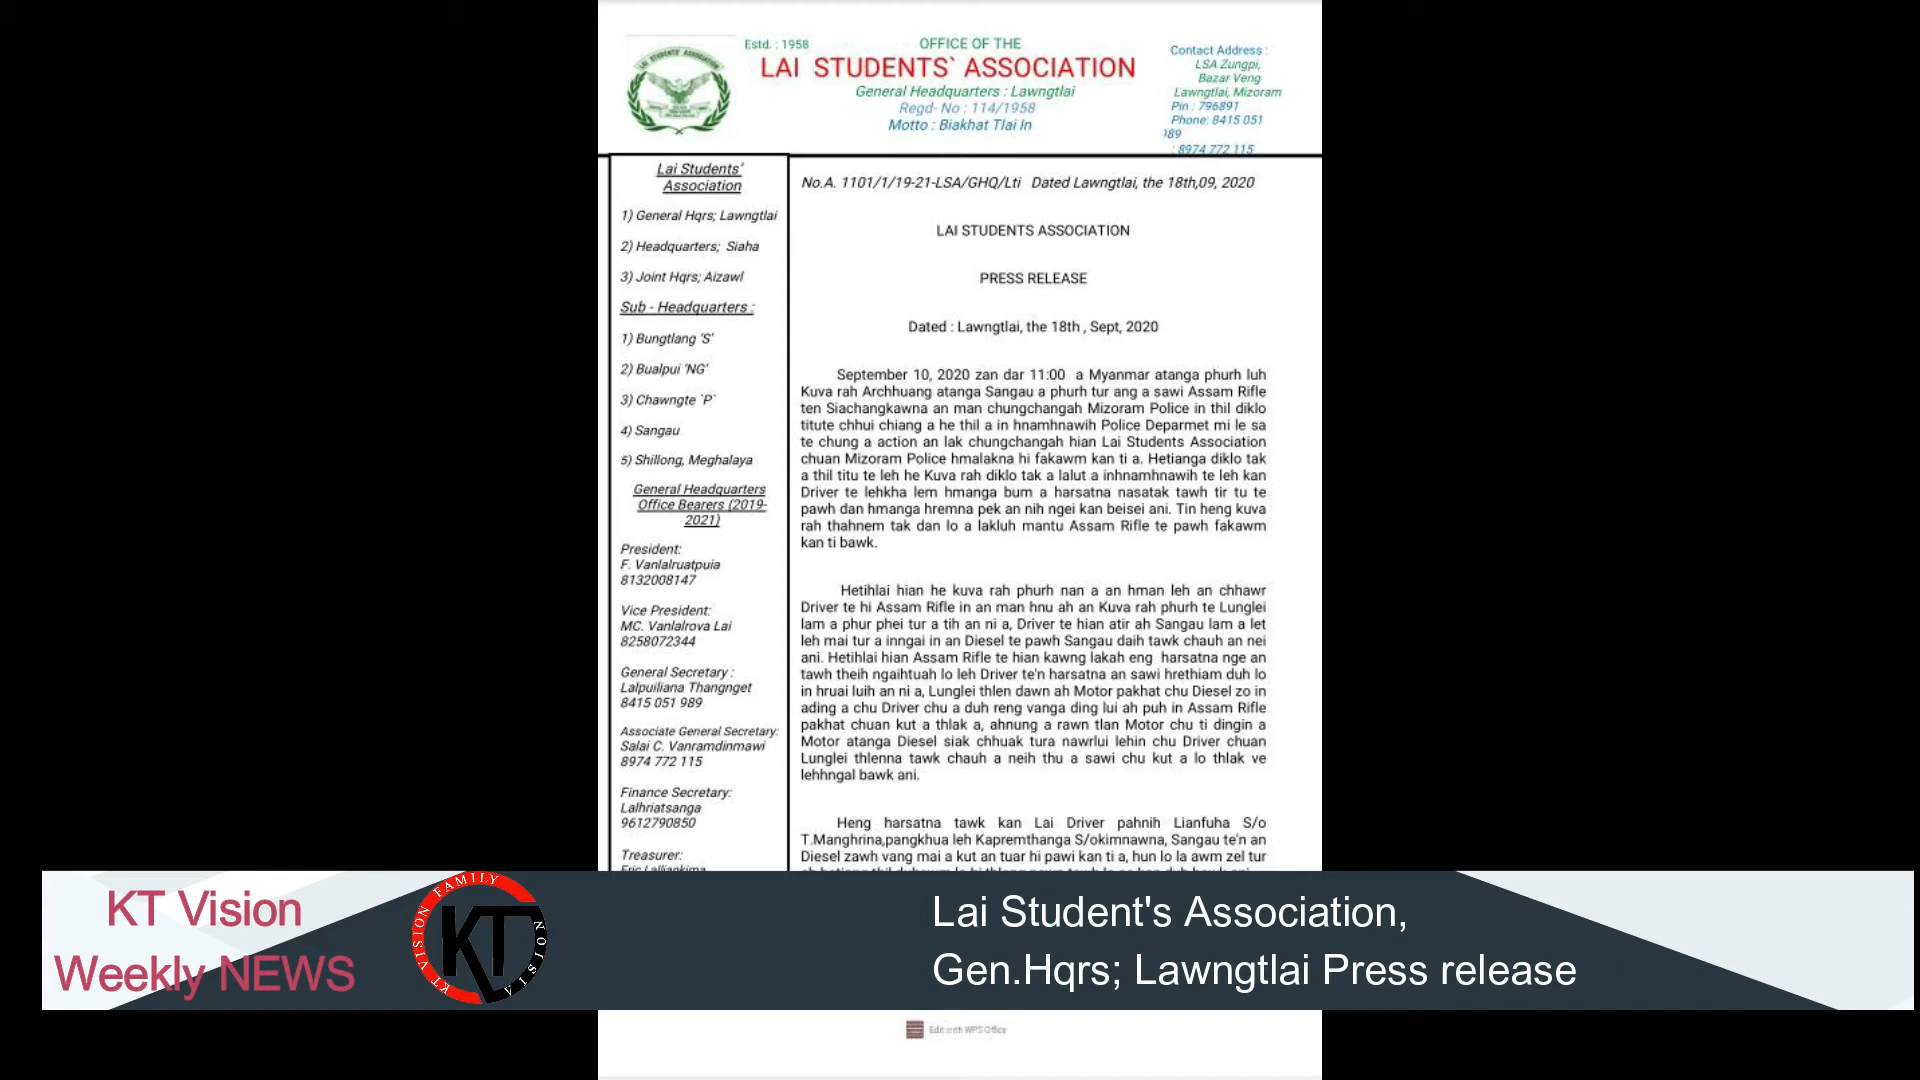 Estd. : 1958
OFFICE OF THE
LAI STUDENTS` ASSOCIATION
General Headquarters : Lawngtlai
Regd- No : 114/1958
Motto : Biakhat Tlai In
Contact Address :
LSA Zungpi,
Bazar Veng
Lawngtlai, Mizoram
Pin : 796891
Phone: 8415 051
989
: 8974 772 115
LAI STUDENTS' ASSOCIATION
Lai Students'
Association
1) General Hqrs; Lawngtlai
2) Headquarters; Siaha
3) Joint Hqrs; Aizawl
Sub - Headquarters :
1) Bungtlang 'S'
2) Bualpui 'NG'
3) Chawngte `P`
4) Sangau
5) Shillong, Meghalaya
General Headquarters
Office Bearers (2019-
2021)
President:
F. Vanlalruatpuia
8132008147
Vice President:
MC. Vanlalrova Lai
8258072344
General Secretary :
Lalpuiliana Thangnget
8415 051 989
Associate General Secretary:
Salai C. Vanramdinmawi
8974 772 115
Finance Secretary:
Lalhriatsanga
9612790850
Treasurer:
Eric Lalliankima
No.A. 1101/1/19-21-LSA/GHQ/Lti Dated Lawngtlai, the 18th,09, 2020
LAI STUDENTS ASSOCIATION
PRESS RELEASE
Dated : Lawngtlai, the 18th , Sept, 2020
September 10, 2020 zan dar 11:00 a Myanmar atanga phurh luh
Kuva rah Archhuang atanga Sangau a phurh tur ang a sawi Assam Rifle
ten Siachangkawna an man chungchangah Mizoram Police in thil diklo
titute chhui chiang a he thil a in hnamhnawih Police Deparmet mi le sa
te chung a action an lak chungchangah hian Lai Students Association
chuan Mizoram Police hmalakna hi fakawm kan ti a. Hetianga diklo tak
a thil titu te leh he Kuva rah diklo tak a lalut a inhnamhnawih te leh kan
Driver te lehkha lem hmanga bum a harsatna nasatak tawh tir tu te
pawh dan hmanga hremna pek an nih ngei kan beisei ani. Tin heng kuva
rah thahnem tak dan lo a lakluh mantu Assam Rifle te pawh fakawm
kan ti bawk.
Hetihlai hian he kuva rah phurh nan a an hman leh an chhawr
Driver te hi Assam Rifle in an man hnu ah an Kuva rah phurh te Lunglei
lam a phur phei tur a tih an ni a, Driver te hian atir ah Sangau lam a let
leh mai tur a inngai in an Diesel te pawh Sangau daih tawk chauh an nei
ani. Hetihlai hian Assam Rifle te hian kawng lakah eng harsatna nge an
tawh theih ngaihtuah lo leh Driver te'n harsatna an sawi hrethiam duh lo
in hruai luih an ni a, Lunglei thlen dawn ah Motor pakhat chu Diesel zo in
ading a chu Driver chu a duh reng vanga ding lui ah puh in Assam Rifle
pakhat chuan kut a thlak a, ahnung a rawn tlan Motor chu ti dingin a
Motor atanga Diesel siak chhuak tura nawrlui lehin chu Driver chuan
Lunglei thlenna tawk chauh a neih thu a sawi chu kut a lo thlak ve
lehhngal bawk ani.
Heng harsatna tawk kan Lai Driver pahnih Lianfuha S/o
T.Manghrina,pangkhua leh Kapremthanga S/okimnawna, Sangau te'n an
Diesel zawh vang mai a kut an tuar hi pawi kan ti a, hun lo la awm zel tur
KT Vision
Weekly NEWS
KT VISION FAMILY
KT
NOISIA
Lai Student's Association,
Gen.Hqrs; Lawngtlai Press release
Edit with WPS Office